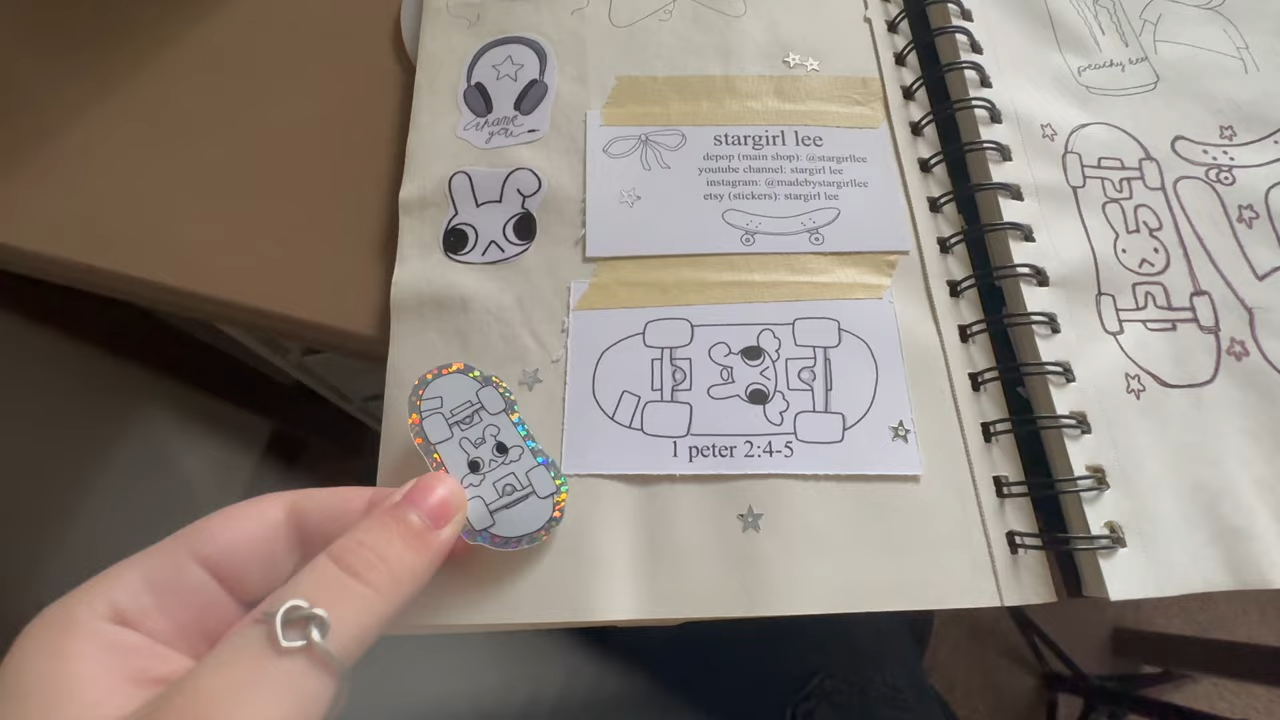 thank
you
stargirl lee
depop (main shop): @stargirllee
youtube channel: stargirl lee
instagram: @madebystargirllee
etsy (stickers): stargirl lee
1 peter 2:4-5
peachy lee